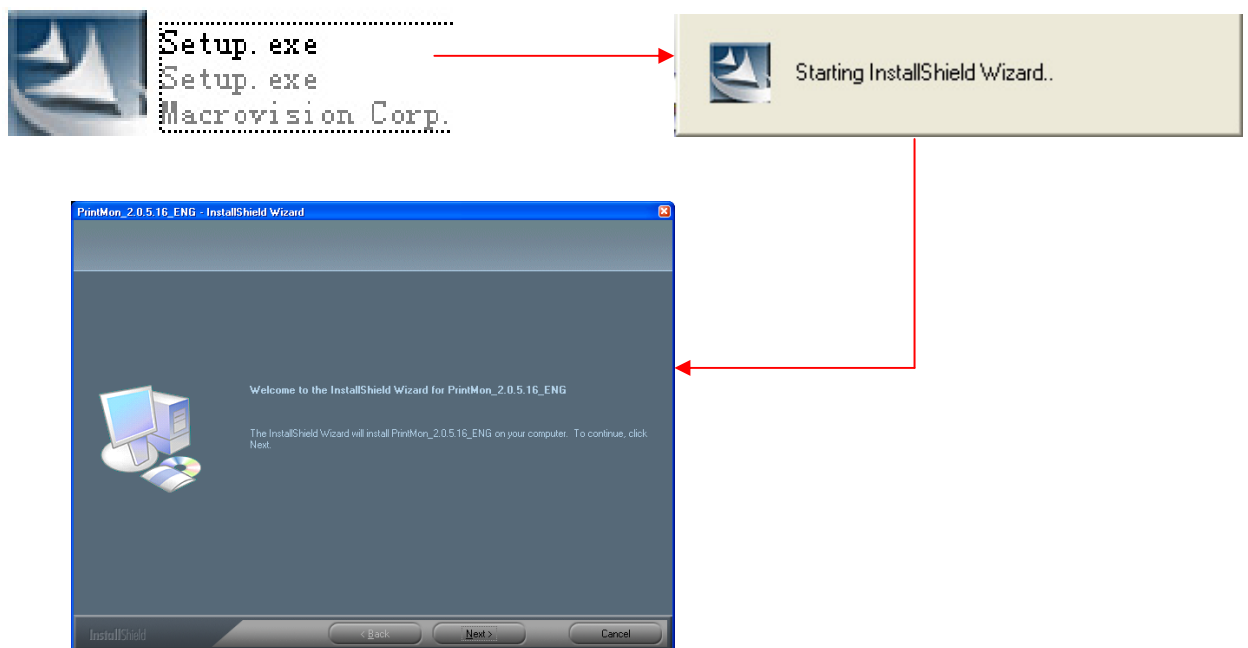 Setup.exe
Setup.exe
Macrovision Corp.
Starting InstallShield Wizard..
PrintMon_2.0.5.16_ENG - InstallShield Wizard
Welcome to the InstallShield Wizard for PrintMon_2.0.5.16_ENG
The InstallShield Wizard will install PrintMon_2.0.5.16_ENG on your computer. To continue, click
Next.
InstallShield
< Back
Next >
Cancel